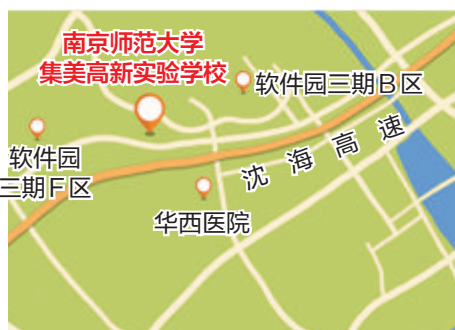 南京师范大学
集美高新实验学校
软件园三期B区
软件园
三期F区
沈海高速
华西医院